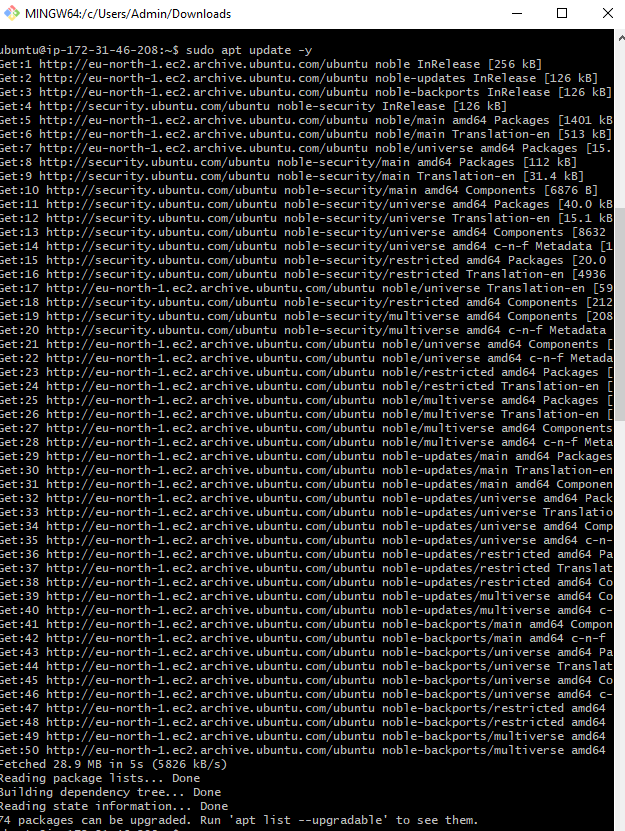 MINGW64:/c/Users/Admin/Downloads
ubuntu@ip-172-31-46-208:~$ sudo apt update -y
Get:1 http://eu-north-1.ec2.archive.ubuntu.com/ubuntu noble InRelease [256 kB]
Get:2 http://eu-north-1.ec2.archive.ubuntu.com/ubuntu noble-updates InRelease [126 kB]
Get:3 http://eu-north-1.ec2.archive.ubuntu.com/ubuntu noble-backports InRelease [126 kB]
Get:4 http://security.ubuntu.com/ubuntu noble-security InRelease [126 kB]
Get:5 http://eu-north-1.ec2.archive.ubuntu.com/ubuntu noble/main amd64 Packages [1401 kB
Get:6 http://eu-north-1.ec2.archive.ubuntu.com/ubuntu noble/main Translation-en [513 kB]
Get:7 http://eu-north-1.ec2.archive.ubuntu.com/ubuntu noble/universe amd64 Packages [15.
Get:8 http://security.ubuntu.com/ubuntu noble-security/main amd64 Packages [112 kB]
Get:9 http://security.ubuntu.com/ubuntu noble-security/main Translation-en [31.4 kB]
Get:10 http://security.ubuntu.com/ubuntu noble-security/main amd64 Components [6876 B]
Get:11 http://security.ubuntu.com/ubuntu noble-security/universe amd64 Packages [40.0 kB
Get:12 http://security.ubuntu.com/ubuntu noble-security/universe Translation-en [15.1 kB
Get:13 http://security.ubuntu.com/ubuntu noble-security/universe amd64 Components [8632
Get:14 http://security.ubuntu.com/ubuntu noble-security/universe amd64 c-n-f Metadata [1
Get:15 http://security.ubuntu.com/ubuntu noble-security/restricted amd64 Packages [20.0
Get:16 http://security.ubuntu.com/ubuntu noble-security/restricted Translation-en [4936
Get:17 http://eu-north-1.ec2.archive.ubuntu.com/ubuntu noble/universe Translation-en [59
Get:18 http://security.ubuntu.com/ubuntu noble-security/restricted amd64 Components [212
Get:19 http://security.ubuntu.com/ubuntu noble-security/multiverse amd64 Components [208
Get:20 http://security.ubuntu.com/ubuntu noble-security/multiverse amd64 c-n-f Metadata
Get:21 http://eu-north-1.ec2.archive.ubuntu.com/ubuntu noble/universe amd64 Components [
Get:22 http://eu-north-1.ec2.archive.ubuntu.com/ubuntu noble/universe amd64 c-n-f Metada
Get:23 http://eu-north-1.ec2.archive.ubuntu.com/ubuntu noble/restricted amd64 Packages [
Get:24 http://eu-north-1.ec2.archive.ubuntu.com/ubuntu noble/restricted Translation-en [
Get:25 http://eu-north-1.ec2.archive.ubuntu.com/ubuntu noble/multiverse amd64 Packages [
Get:26 http://eu-north-1.ec2.archive.ubuntu.com/ubuntu noble/multiverse Translation-en [
Get:27 http://eu-north-1.ec2.archive.ubuntu.com/ubuntu noble/multiverse amd64 Components
Get:28 http://eu-north-1.ec2.archive.ubuntu.com/ubuntu noble/multiverse amd64 c-n-f Meta
Get:29 http://eu-north-1.ec2.archive.ubuntu.com/ubuntu noble-updates/main amd64 Packages
Get:30 http://eu-north-1.ec2.archive.ubuntu.com/ubuntu noble-updates/main Translation-en
Get:31 http://eu-north-1.ec2.archive.ubuntu.com/ubuntu noble-updates/main amd64 Componen
Get:32 http://eu-north-1.ec2.archive.ubuntu.com/ubuntu noble-updates/universe amd64 Pack
Get:33 http://eu-north-1.ec2.archive.ubuntu.com/ubuntu noble-updates/universe Translatio
Get:34 http://eu-north-1.ec2.archive.ubuntu.com/ubuntu noble-updates/universe amd64 Comp
Get:35 http://eu-north-1.ec2.archive.ubuntu.com/ubuntu noble-updates/universe amd64 c-n-
Get:36 http://eu-north-1.ec2.archive.ubuntu.com/ubuntu noble-updates/restricted amd64 Pa
Get:37 http://eu-north-1.ec2.archive.ubuntu.com/ubuntu noble-updates/restricted Translat
Get:38 http://eu-north-1.ec2.archive.ubuntu.com/ubuntu noble-updates/restricted amd64 Co
Get:39 http://eu-north-1.ec2.archive.ubuntu.com/ubuntu noble-updates/multiverse amd64 Co
Get:40 http://eu-north-1.ec2.archive.ubuntu.com/ubuntu noble-updates/multiverse amd64 c-
Get:41 http://eu-north-1.ec2.archive.ubuntu.com/ubuntu noble-backports/main amd64 Compon
Get:42 http://eu-north-1.ec2.archive.ubuntu.com/ubuntu noble-backports/main amd64 c-n-f
Get:43 http://eu-north-1.ec2.archive.ubuntu.com/ubuntu noble-backports/universe amd64 Pa
Get:44 http://eu-north-1.ec2.archive.ubuntu.com/ubuntu noble-backports/universe Translat
Get:45 http://eu-north-1.ec2.archive.ubuntu.com/ubuntu noble-backports/universe amd64 Co
Get:46 http://eu-north-1.ec2.archive.ubuntu.com/ubuntu noble-backports/universe amd64 c-
Get:47 http://eu-north-1.ec2.archive.ubuntu.com/ubuntu noble-backports/restricted amd64
Get:48 http://eu-north-1.ec2.archive.ubuntu.com/ubuntu noble-backports/restricted amd64
Get:49 http://eu-north-1.ec2.archive.ubuntu.com/ubuntu noble-backports/multiverse amd64
Get:50 http://eu-north-1.ec2.archive.ubuntu.com/ubuntu noble-backports/multiverse amd64
Fetched 28.9 MB in 5s (5826 kB/s)
Reading package lists... Done
Building dependency tree... Done
Reading state information... Done
74 packages can be upgraded. Run 'apt list --upgradable' to see them.